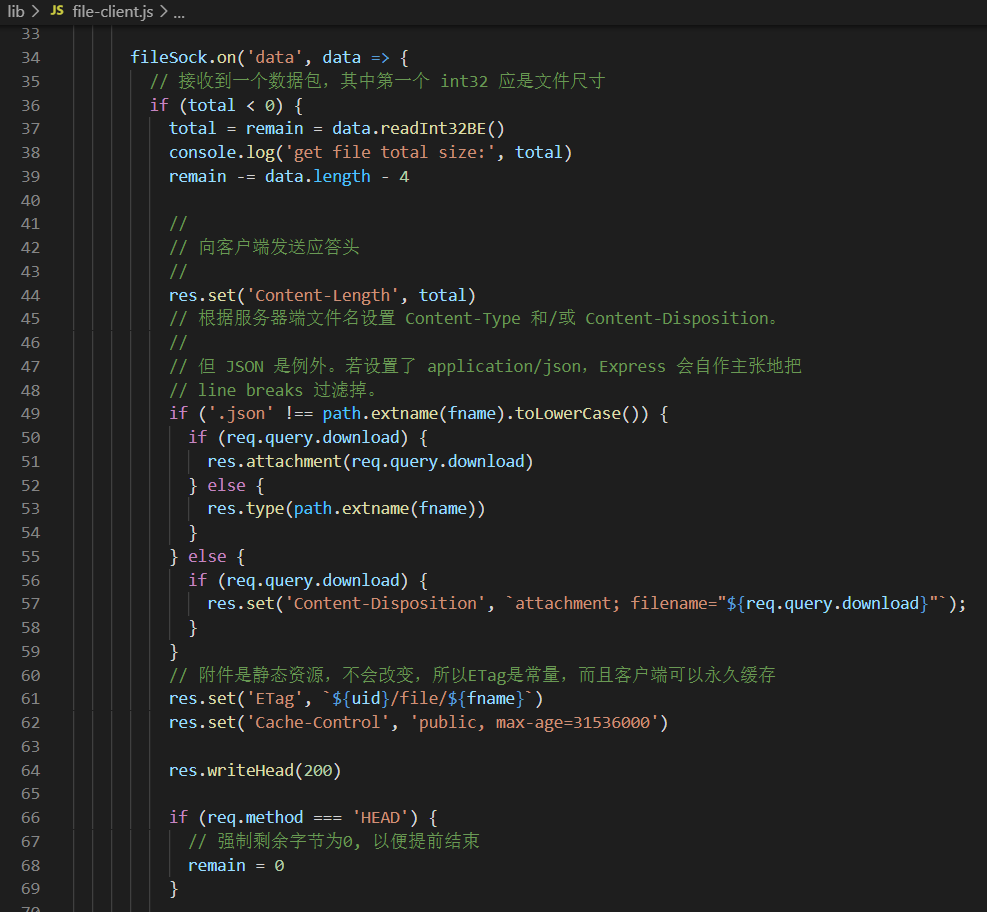 lib > JS file-client.js > ...
33
34 fileSock.on('data', data => {
35 // 接收到一个数据包，其中第一个 int32 应是文件尺寸
36 if (total < 0) {
37 total = remain = data.readInt32BE()
38 console.log('get file total size:', total)
39 remain -= data.length - 4
40
41 //
42 // 向客户端发送应答头
43 //
44 res.set('Content-Length', total)
45 // 根据服务器端文件名设置 Content-Type 和/或 Content-Disposition。
46 //
47 // 但 JSON 是例外。若设置了 application/json，Express 会自作主张地把
48 // line breaks 过滤掉。
49 if ('.json' !== path.extname(fname).toLowerCase()) {
50 if (req.query.download) {
51 res.attachment(req.query.download)
52 } else {
53 res.type(path.extname(fname))
54 }
55 } else {
56 if (req.query.download) {
57 res.set('Content-Disposition', `attachment; filename="${req.query.download}"`);
58 }
59 }
60 // 附件是静态资源，不会改变，所以ETag是常量，而且客户端可以永久缓存
61 res.set('ETag', `${uid}/file/${fname}`)
62 res.set('Cache-Control', 'public, max-age=31536000')
63
64 res.writeHead(200)
65
66 if (req.method === 'HEAD') {
67 // 强制剩余字节为0, 以便提前结束
68 remain = 0
69 }
70